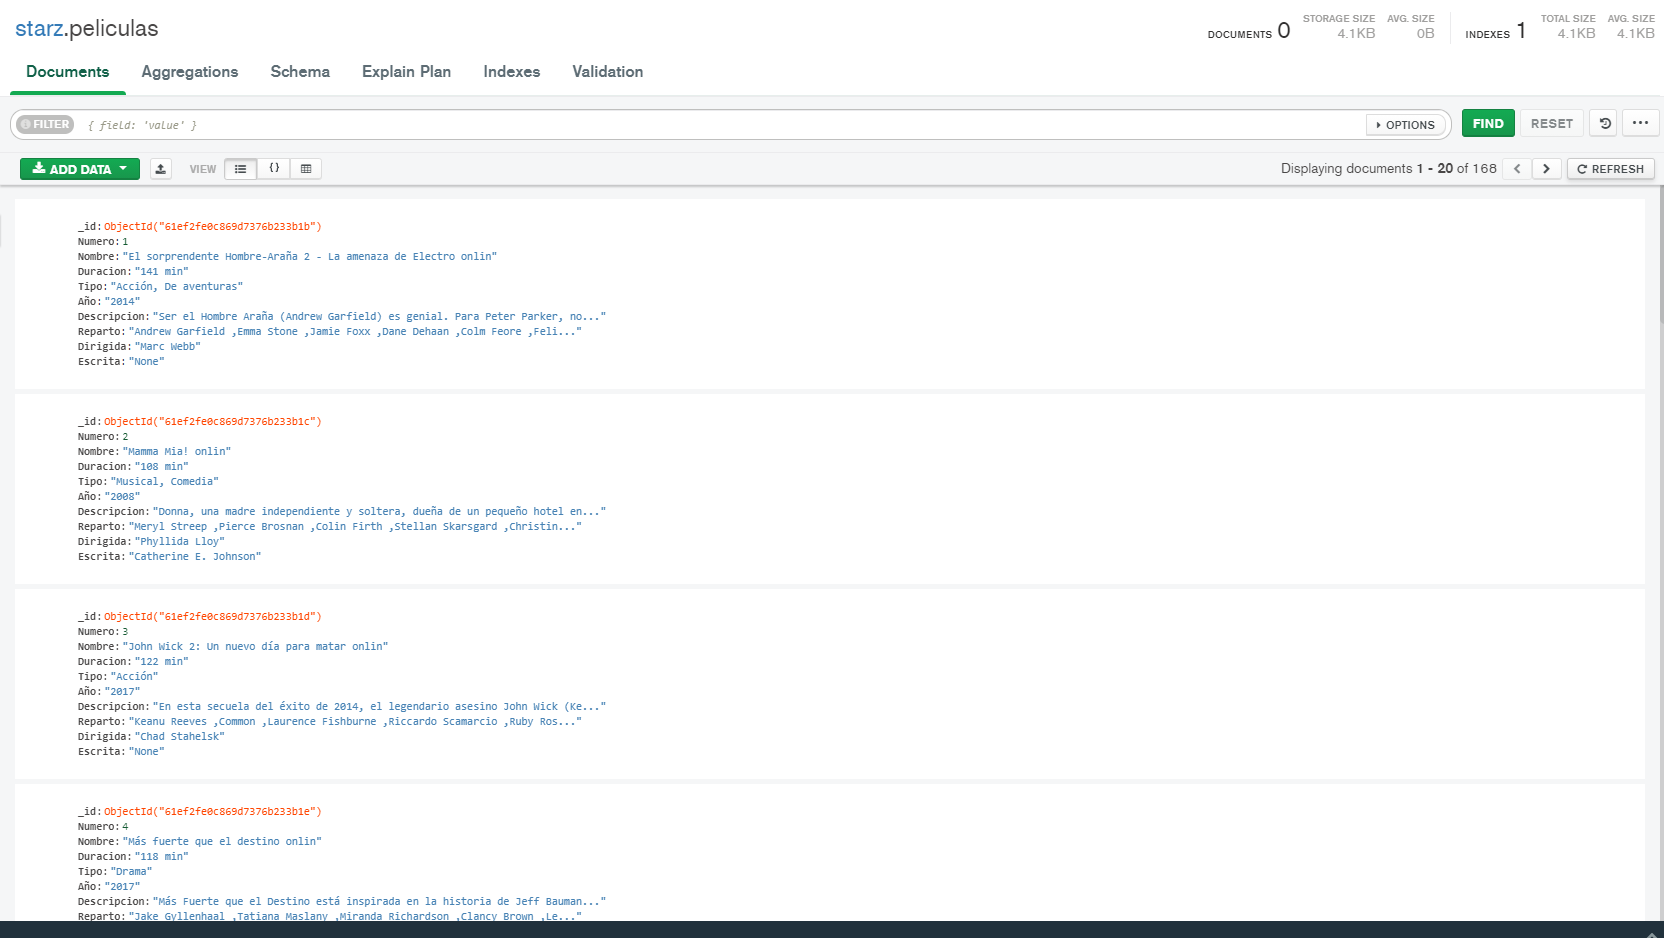 starz.peliculas
DOCUMENTS 0 STORAGE SIZE 4.1KB AVG. SIZE 0B INDEXES 1 TOTAL SIZE 4.1KB AVG. SIZE 4.1KB
Documents Aggregations Schema Explain Plan Indexes Validation
FILTER { field: 'value' } OPTIONS FIND RESET ...
ADD DATA VIEW {} Displaying documents 1 - 20 of 168 < > REFRESH
_id:ObjectId("61ef2fe0c869d7376b233b1b")
Numero:1
Nombre:"El sorprendente Hombre-Araña 2 - La amenaza de Electro onlin"
Duracion:"141 min"
Tipo:"Acción, De aventuras"
Año:"2014"
Descripcion:"Ser el Hombre Araña (Andrew Garfield) es genial. Para Peter Parker, no..."
Reparto:"Andrew Garfield ,Emma Stone ,Jamie Foxx ,Dane Dehaan ,Colm Feore ,Feli..."
Dirigida:"Marc Webb"
Escrita:"None"
_id:ObjectId("61ef2fe0c869d7376b233b1c")
Numero:2
Nombre:"Mamma Mia! onlin"
Duracion:"108 min"
Tipo:"Musical, Comedia"
Año:"2008"
Descripcion:"Donna, una madre independiente y soltera, dueña de un pequeño hotel en..."
Reparto:"Meryl Streep ,Pierce Brosnan ,Colin Firth ,Stellan Skarsgard ,Christin..."
Dirigida:"Phyllida Lloy"
Escrita:"Catherine E. Johnson"
_id:ObjectId("61ef2fe0c869d7376b233b1d")
Numero:3
Nombre:"John Wick 2: Un nuevo día para matar onlin"
Duracion:"122 min"
Tipo:"Acción"
Año:"2017"
Descripcion:"En esta secuela del éxito de 2014, el legendario asesino John Wick (Ke..."
Reparto:"Keanu Reeves ,Common ,Laurence Fishburne ,Riccardo Scamarcio ,Ruby Ros..."
Dirigida:"Chad Stahelsk"
Escrita:"None"
_id:ObjectId("61ef2fe0c869d7376b233b1e")
Numero:4
Nombre:"Más fuerte que el destino onlin"
Duracion:"118 min"
Tipo:"Drama"
Año:"2017"
Descripcion:"Más Fuerte que el Destino está inspirada en la historia de Jeff Bauman..."
Reparto:"Jake Gyllenhaal ,Tatiana Maslany ,Miranda Richardson ,Clancy Brown ,Le..."